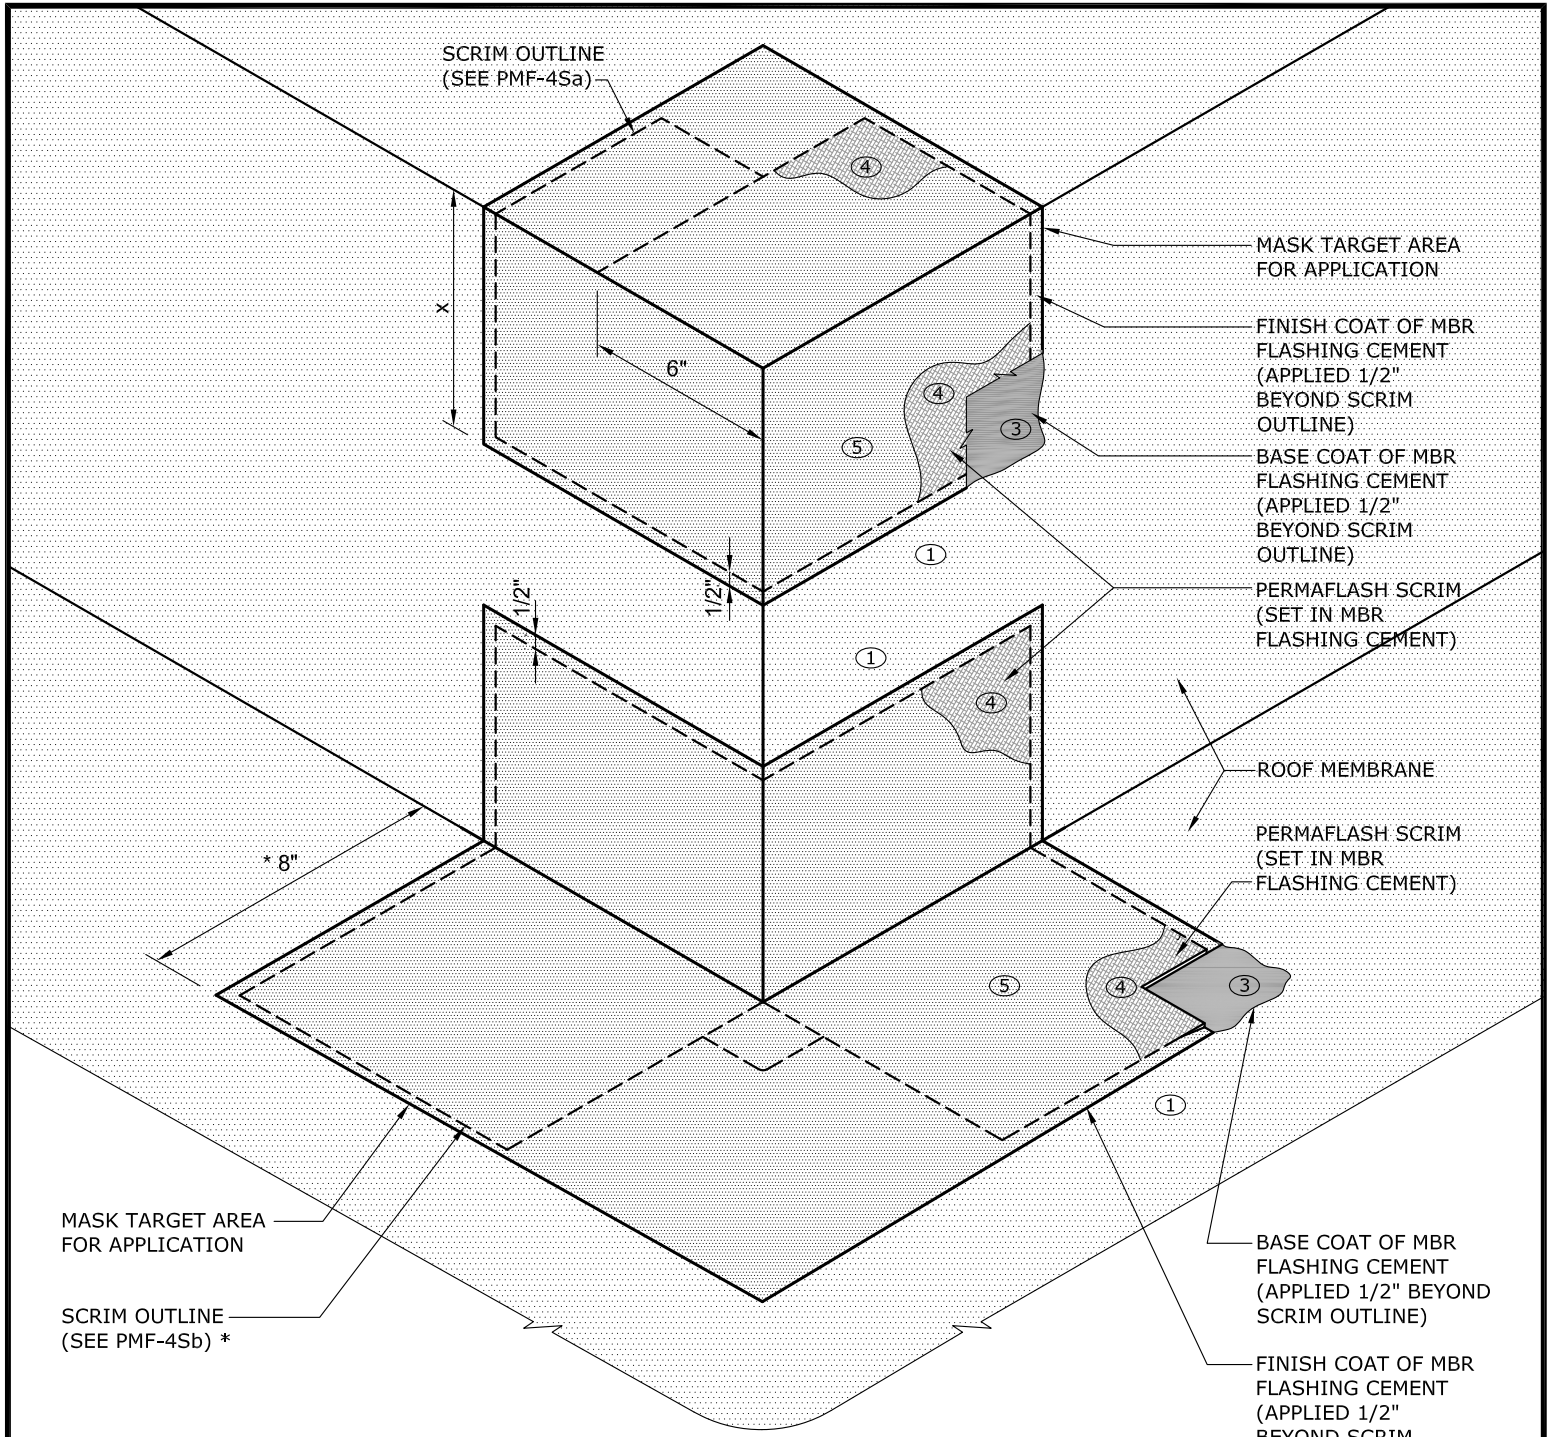 SCRIM OUTLINE
(SEE PMF-4Sa)
4
MASK TARGET AREA
FOR APPLICATION
x
FINISH COAT OF MBR
FLASHING CEMENT
(APPLIED 1/2"
BEYOND SCRIM
OUTLINE)
6"
4
3
5
BASE COAT OF MBR
FLASHING CEMENT
(APPLIED 1/2"
BEYOND SCRIM
OUTLINE)
1
1/2"
1/2"
PERMAFLASH SCRIM
(SET IN MBR
FLASHING CEMENT)
1
4
ROOF MEMBRANE
* 8"
PERMAFLASH SCRIM
(SET IN MBR
FLASHING CEMENT)
5
4
3
1
MASK TARGET AREA
FOR APPLICATION
BASE COAT OF MBR
FLASHING CEMENT
(APPLIED 1/2" BEYOND
SCRIM OUTLINE)
SCRIM OUTLINE
(SEE PMF-4Sb) *
FINISH COAT OF MBR
FLASHING CEMENT
(APPLIED 1/2"
BEYOND SCRIM